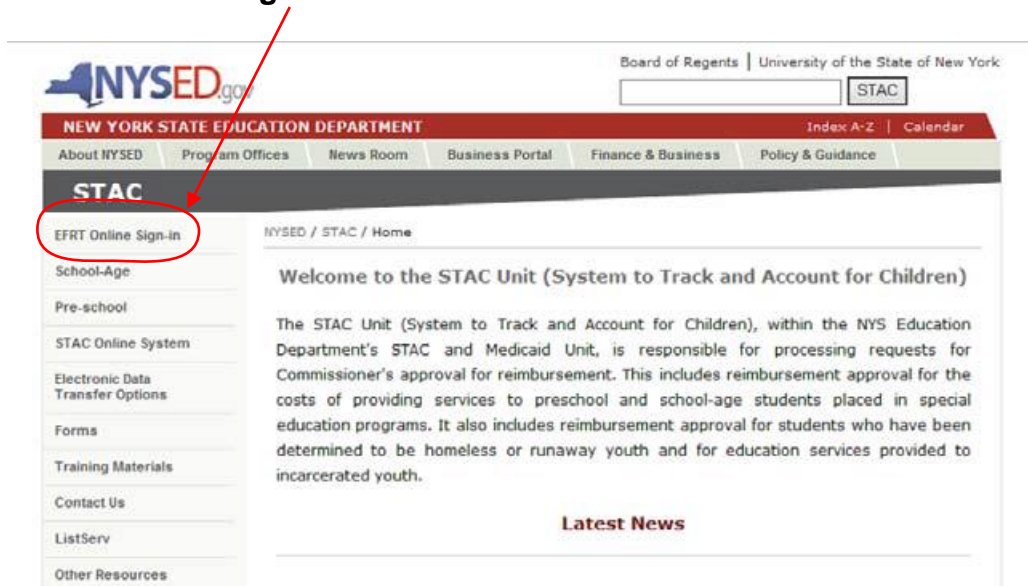 Board of Regents | University of the State of New York
NYSED.gov
STAC
NEW YORK STATE EDUCATION DEPARTMENT
Index A-Z | Calendar
About NYSED Program Offices News Room Business Portal Finance & Business Policy & Guidance
STAC
EFRT Online Sign-in
School-Age
Pre-school
STAC Online System
Electronic Data
Transfer Options
Forms
Training Materials
Contact Us
ListServ
Other Resources
NYSED / STAC / Home
Welcome to the STAC Unit (System to Track and Account for Children)
The STAC Unit (System to Track and Account for Children), within the NYS Education
Department's STAC and Medicaid Unit, is responsible for processing requests for
Commissioner's approval for reimbursement. This includes reimbursement approval for the
costs of providing services to preschool and school-age students placed in special
education programs. It also includes reimbursement approval for students who have been
determined to be homeless or runaway youth and for education services provided to
incarcerated youth.
Latest News